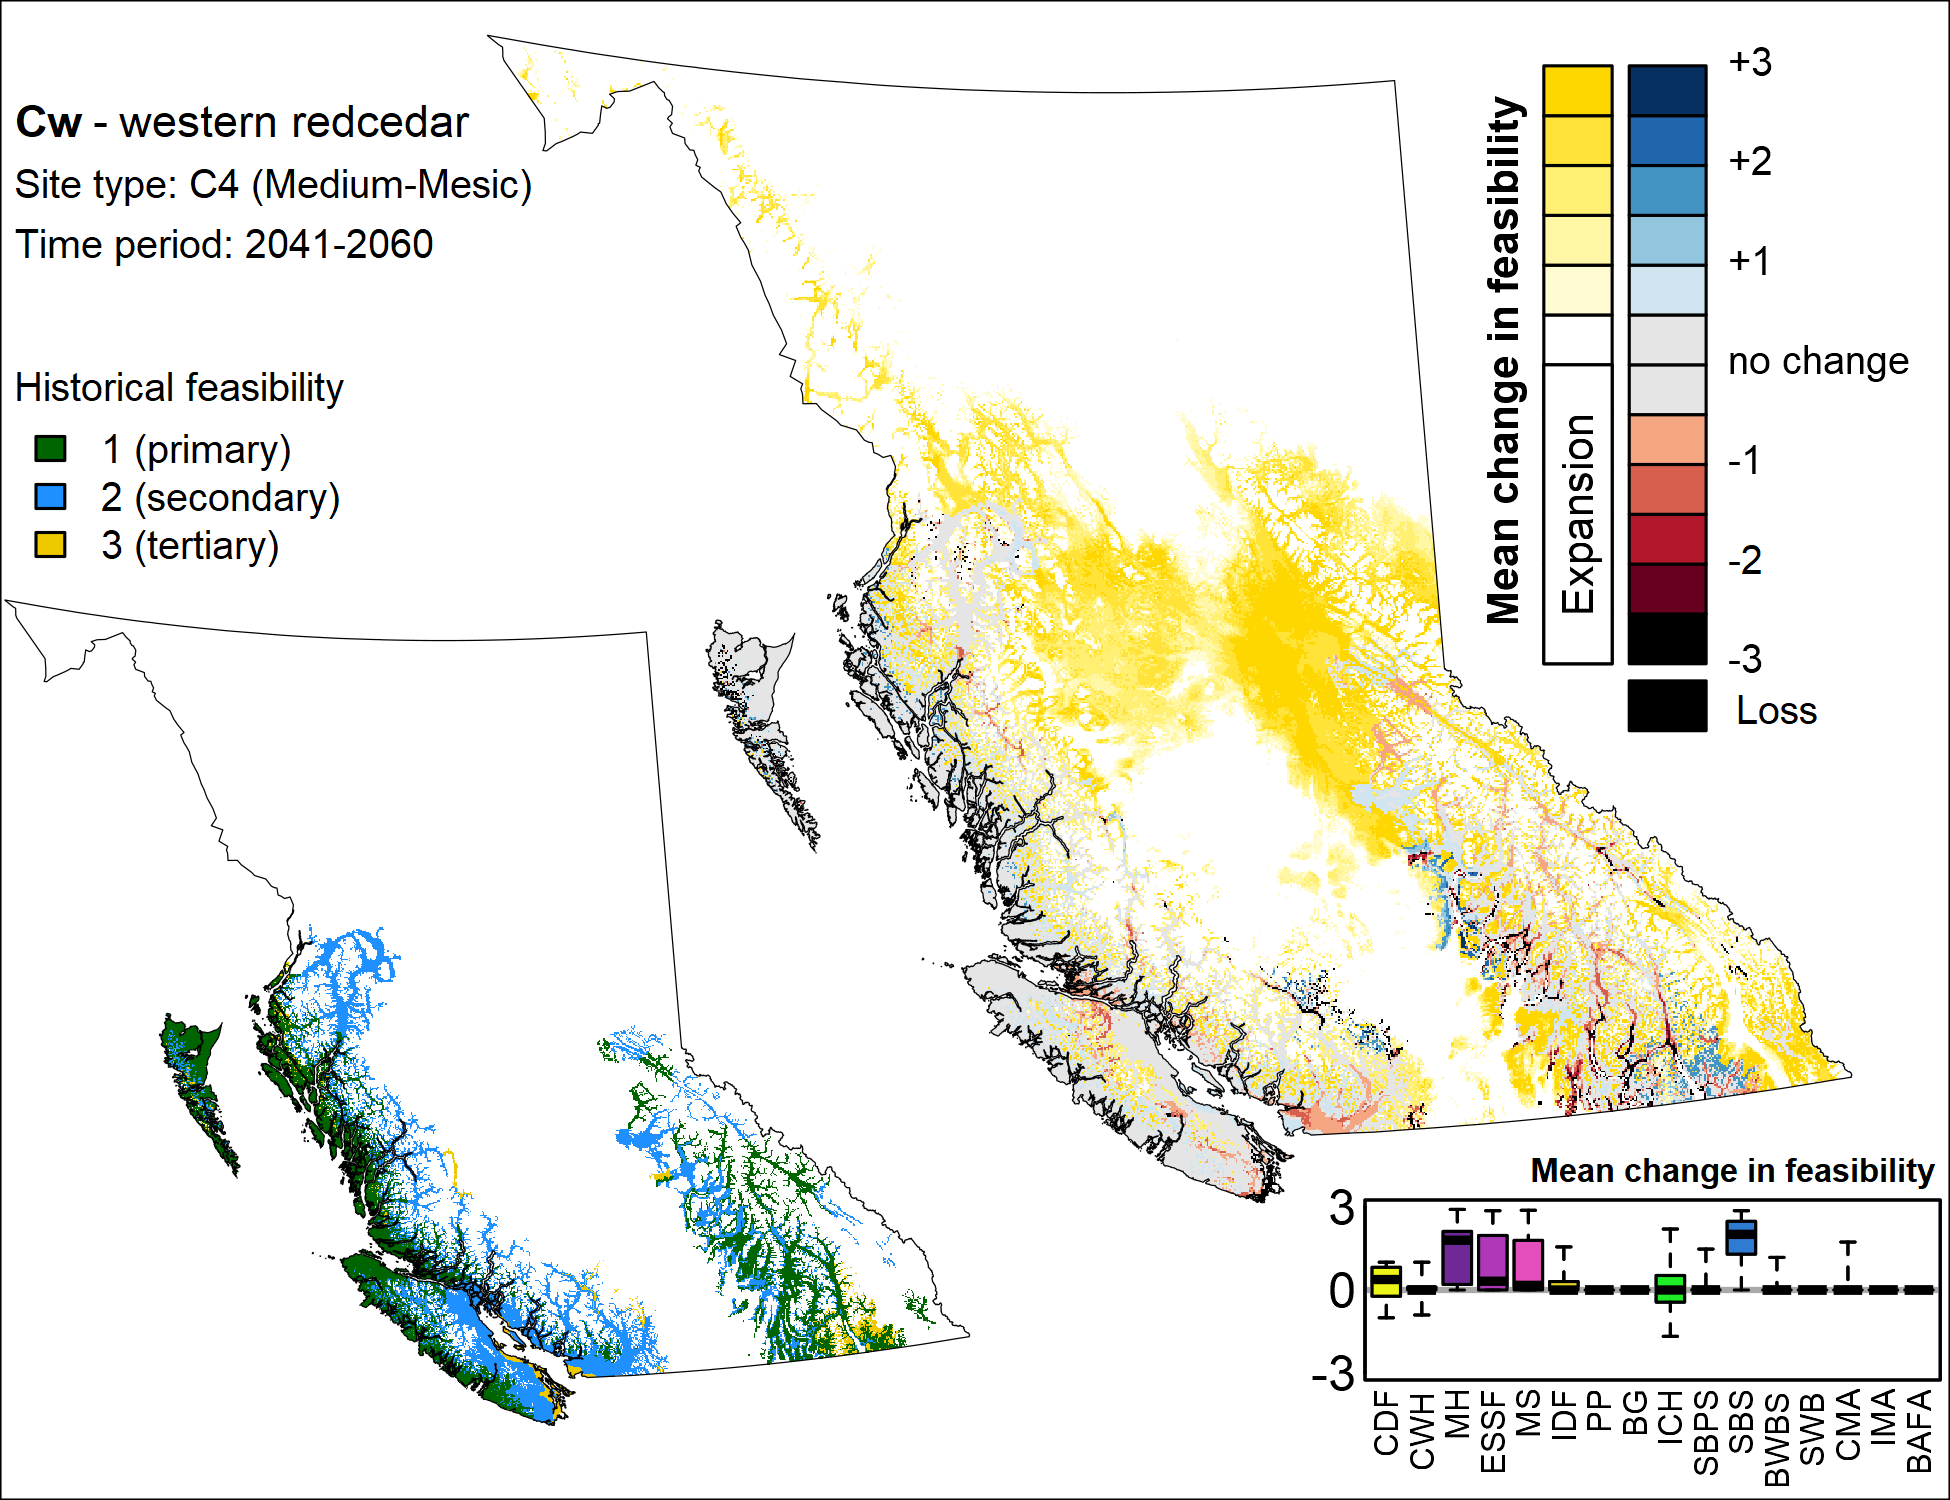 Cw - western redcedar
Site type: C4 (Medium-Mesic)
Time period: 2041-2060
Historical feasibility
1 (primary)
2 (secondary)
3 (tertiary)
Mean change in feasibility
Expansion
+3
+2
+1
no change
-1
-2
-3
Loss
Mean change in feasibility
3
0
-3
CDF
CWH
MH
ESSF
MS
IDF
PP
BG
ICH
SBPS
SBS
BWBS
SWB
CMA
IMA
BAFA